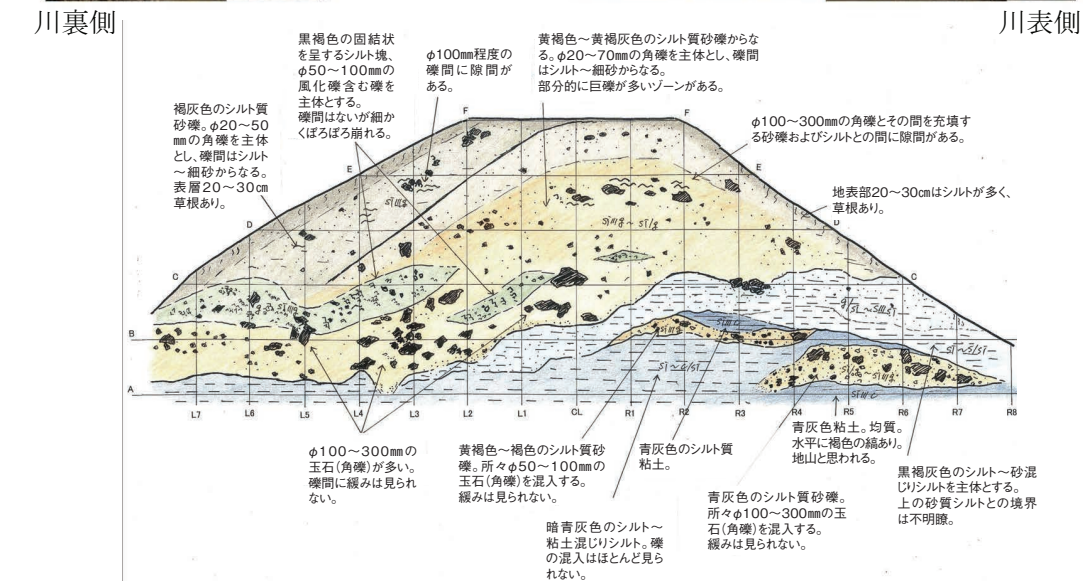 川裏側
川表側
黒褐色の固結状
を呈するシルト塊、
φ50～100㎜の
風化礫含む礫を
主体とする。
礫間はないが細か
くぼろぼろ崩れる。
φ100㎜程度の
礫間に隙間が
ある。
黄褐色～黄褐灰色のシルト質砂礫からな
る。φ20～70㎜の角礫を主体とし、礫間
はシルト～細砂からなる。
部分的に巨礫が多いゾーンがある。
褐灰色のシルト質
砂礫。φ20～50
㎜の角礫を主体
とし、礫間はシルト
～細砂からなる。
表層20～30㎝
草根あり。
φ100～300㎜の角礫とその間を充填す
る砂礫およびシルトとの間に隙間がある。
地表部20～30㎝はシルトが多く、
草根あり。
F F
E E
D D
C C
B
A
L7 L6 L5 L4 L3 L2 L1 CL R1 R2 R3 R4 R5 R6 R7 R8
φ100～300㎜の
玉石（角礫）が多い。
礫間に緩みは見られ
ない。
黄褐色～褐色のシルト質砂
礫。所々φ50～100㎜の
玉石（角礫）を混入する。
緩みは見られない。
暗青灰色のシルト～
粘土混じりシルト。礫
の混入はほとんど見ら
れない。
青灰色のシルト質
粘土。
青灰色のシルト質砂礫。
所々φ100～300㎜の玉
石（角礫）を混入する。
緩みは見られない。
青灰色粘土。均質。
水平に褐色の縞あり。
地山と思われる。
黒褐灰色のシルト～砂混
じりシルトを主体とする。
上の砂質シルトとの境界
は不明瞭。